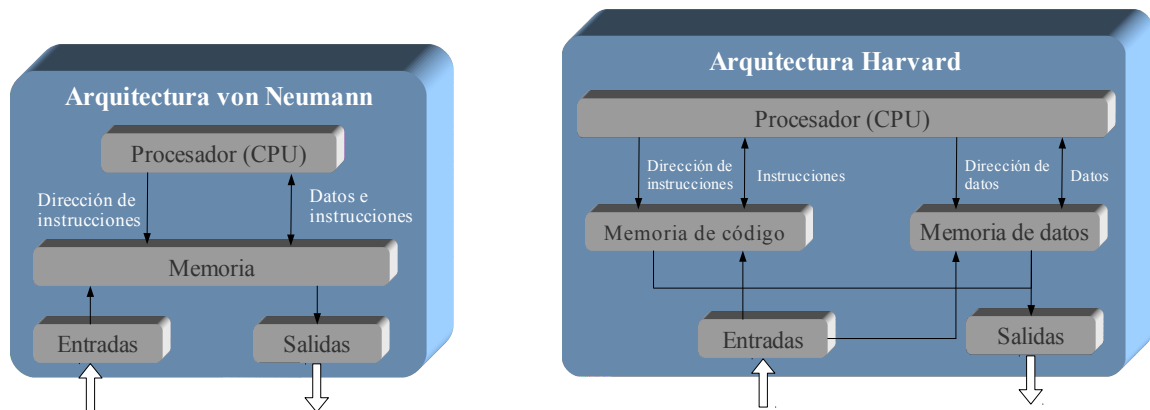 Arquitectura von Neumann
Procesador (CPU)
Dirección de
instrucciones
Datos e
instrucciones
Memoria
Entradas
Salidas
Arquitectura Harvard
Procesador (CPU)
Dirección de
instrucciones
Instrucciones
Dirección de
datos
Datos
Memoria de código
Memoria de datos
Entradas
Salidas